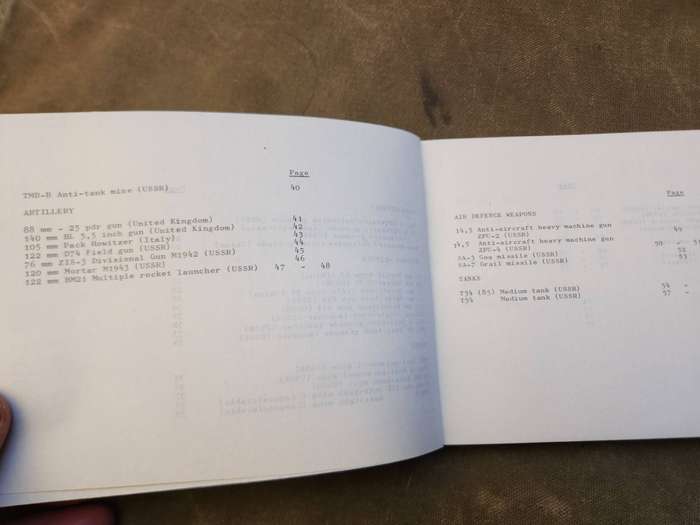 Page
TMD-B Anti-tank mine (USSR) 40
ARTILLERY
88 mm - 25 pdr gun (United Kingdom) 41
140 mm BL 5,5 inch gun (United Kingdom) 42
105 mm Pack Howitzer (Italy) 43
122 mm D74 Field gun (USSR) 44
76 mm ZIS-3 Divisional Gun M1942 (USSR) 45
120 mm Mortar M1943 (USSR) 46
122 mm BM21 Multiple rocket launcher (USSR) 47 - 48
Page
AIR DEFENCE WEAPONS
14,5 Anti-aircraft heavy machine gun
ZPU-2 (USSR) 49
14,5 Anti-aircraft heavy machine gun
ZPU-4 (USSR) 50 -
SA-3 Goa missile (USSR) 52
SA-7 Grail missile (USSR) 53
TANKS
T34 (85) Medium tank (USSR) 54 -
T54 Medium tank (USSR) 57 -